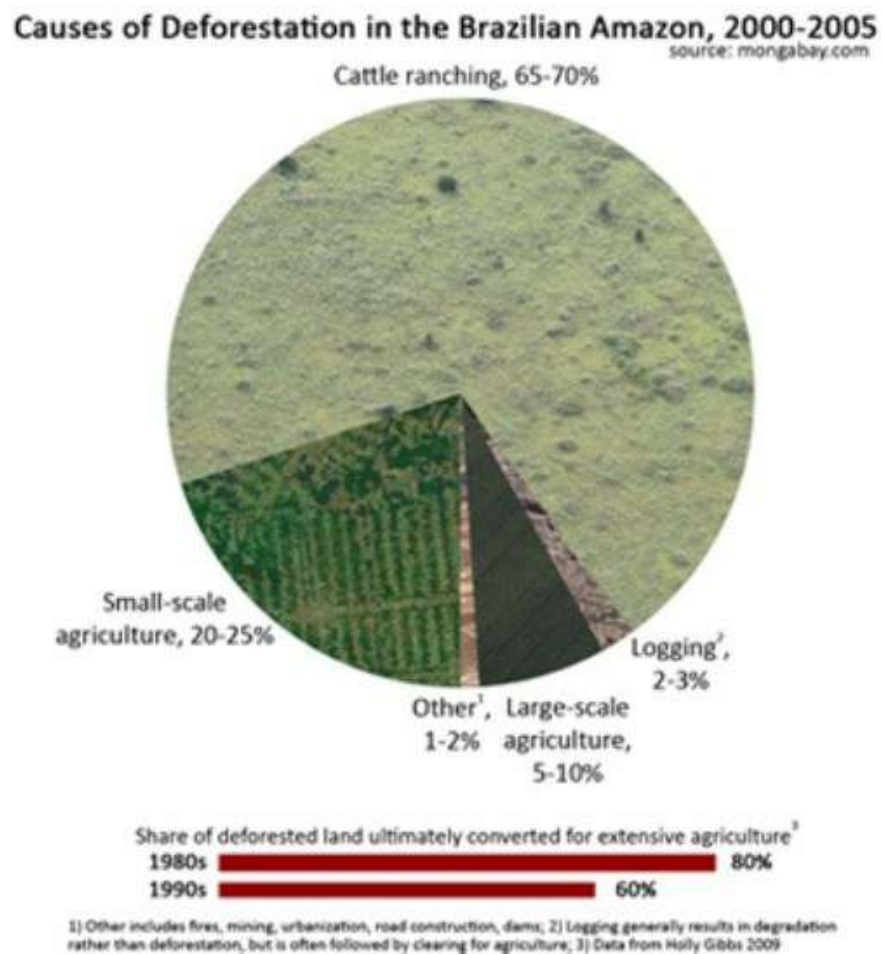 Causes of Deforestation in the Brazilian Amazon, 2000-2005
source: mongabay.com
Cattle ranching, 65-70%
Small-scale
agriculture, 20-25%
Logging²,
2-3%
Other¹,
1-2%
Large-scale
agriculture,
5-10%
Share of deforested land ultimately converted for extensive agriculture³
1980s 80%
1990s 60%
1) Other includes fires, mining, urbanization, road construction, dams; 2) Logging generally results in degradation
rather than deforestation, but is often followed by clearing for agriculture; 3) Data from Holly Gibbs 2009